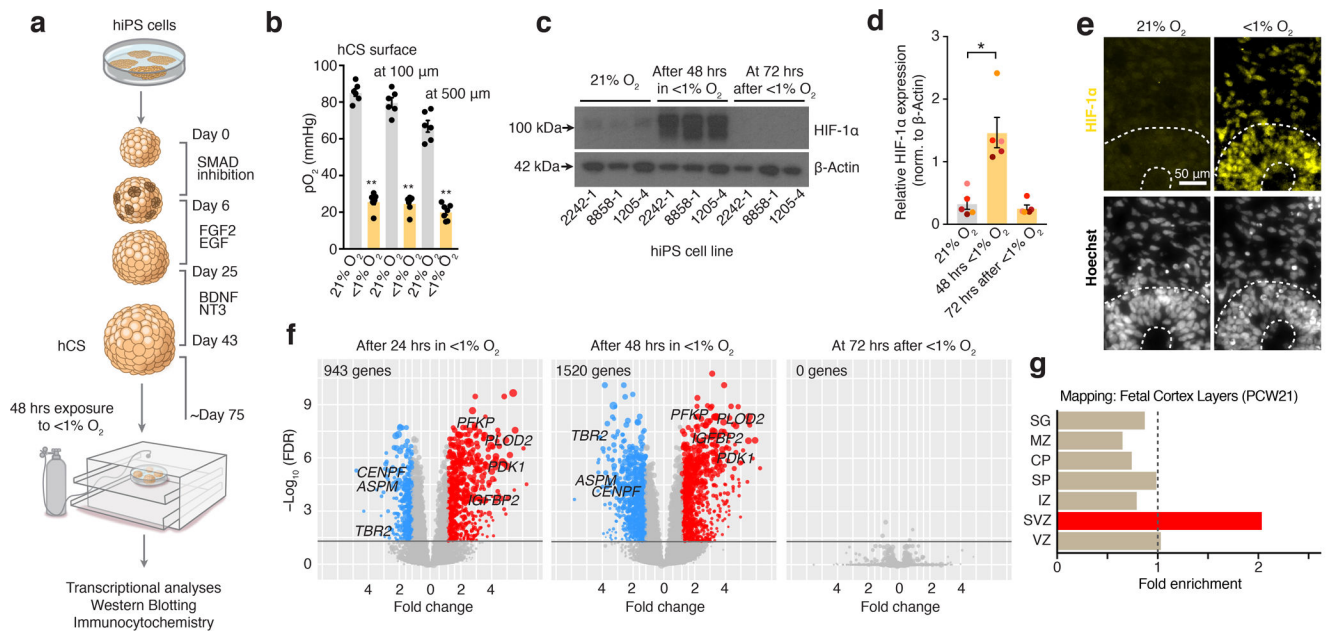 a
hiPS cells
Day 0
SMAD
inhibition
Day 6
FGF2
EGF
Day 25
BDNF
NT3
hCS
Day 43
48 hrs exposure
to <1% O2
~Day 75
Transcriptional analyses
Western Blotting
Immunocytochemistry
b
hCS surface
at 100 µm
at 500 µm
pO2 (mmHg)
100
80
60
40
20
0
** ** **
21% O2
<1% O2
21% O2
<1% O2
21% O2
<1% O2
c
21% O2
After 48 hrs
in <1% O2
At 72 hrs
after <1% O2
100 kDa
HIF-1α
42 kDa
β-Actin
2242-1
8858-1
1205-4
2242-1
8858-1
1205-4
2242-1
8858-1
1205-4
hiPS cell line
d
Relative HIF-1α expression
(norm. to β-Actin)
3
2
1
0
*
21% O2
48 hrs <1% O2
72 hrs after <1% O2
e
21% O2
<1% O2
HIF-1α
50 µm
Hoechst
f
After 24 hrs in <1% O2
After 48 hrs in <1% O2
At 72 hrs after <1% O2
943 genes
1520 genes
0 genes
−Log10 (FDR)
9
6
3
0
PFKP
PLOD2
PDK1
IGFBP2
CENPF
ASPM
TBR2
PFKP
PLOD2
IGFBP2
PDK1
TBR2
ASPM
CENPF
4 2 0 2 4
4 2 0 2 4
4 2 0 2 4
Fold change
Fold change
Fold change
g
Mapping: Fetal Cortex Layers (PCW21)
SG
MZ
CP
SP
IZ
SVZ
VZ
0 1 2
Fold enrichment